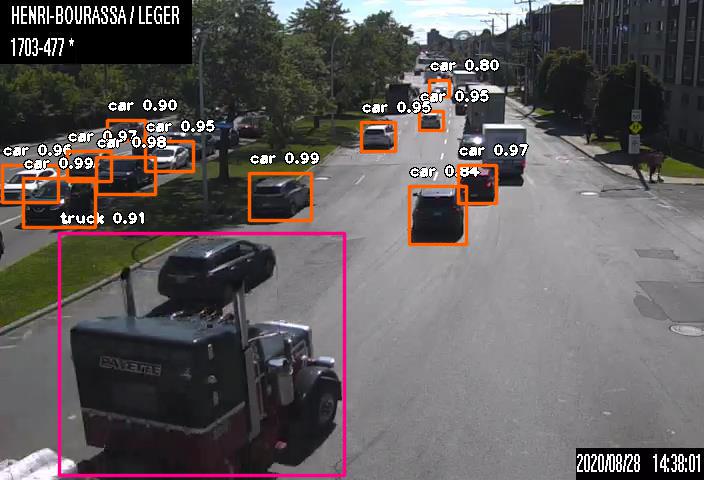 HENRI-BOURASSA / LEGER
1703-477 *
car 0.80
car 0.90
car 0.95
car 0.95
car 0.95
car 0.97
car 0.98
car 0.96
car 0.99
car 0.99
car 0.97
car 0.84
truck 0.91
PAYETTE
2020/08/28 14:38:01